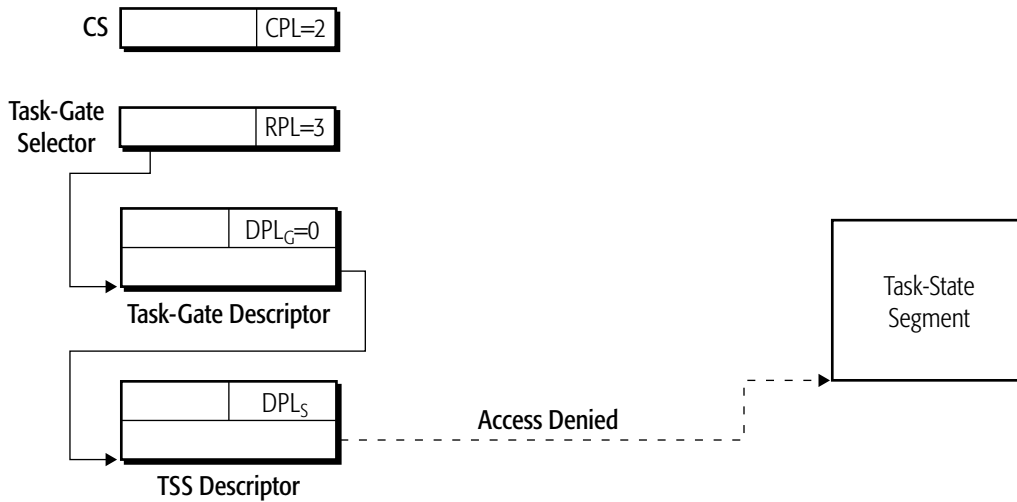 CS
CPL=2
Task-Gate
Selector
RPL=3
DPLG=0
Task-Gate Descriptor
Task-State
Segment
DPLS
Access Denied
TSS Descriptor